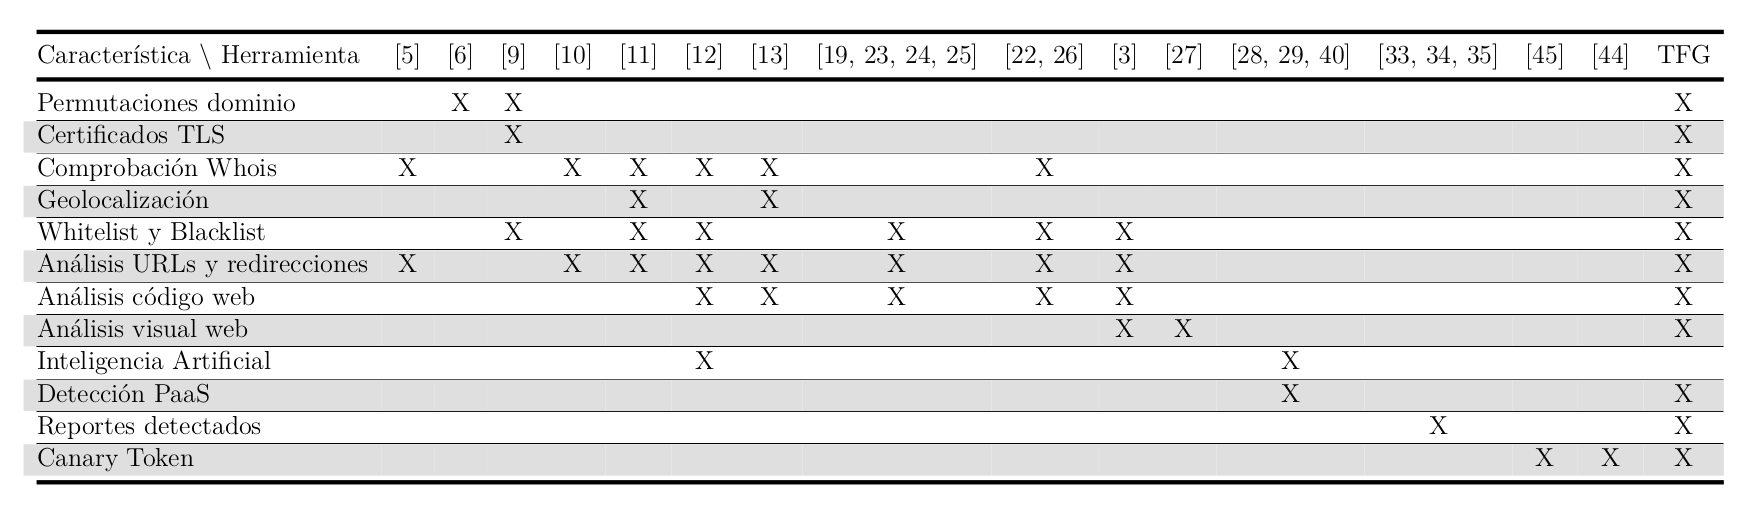 Característica \ Herramienta [5] [6] [9] [10] [11] [12] [13] [19, 23, 24, 25] [22, 26] [3] [27] [28, 29, 40] [33, 34, 35] [45] [44] TFG
Permutaciones dominio X X X
Certificados TLS X X
Comprobación Whois X X X X X X X
Geolocalización X X X
Whitelist y Blacklist X X X X X X X
Análisis URLs y redirecciones X X X X X X X X X
Análisis código web X X X X X X
Análisis visual web X X X
Inteligencia Artificial X X
Detección PaaS X X
Reportes detectados X X
Canary Token X X X